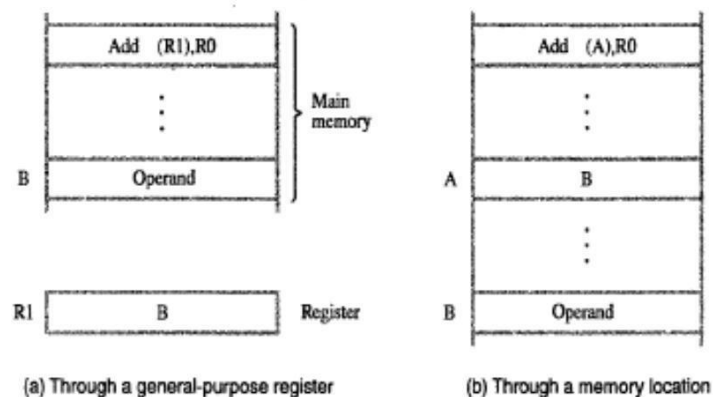 Add (R1),R0
Main
memory
B Operand
R1 B Register
(a) Through a general-purpose register
Add (A),R0
A B
B Operand
(b) Through a memory location